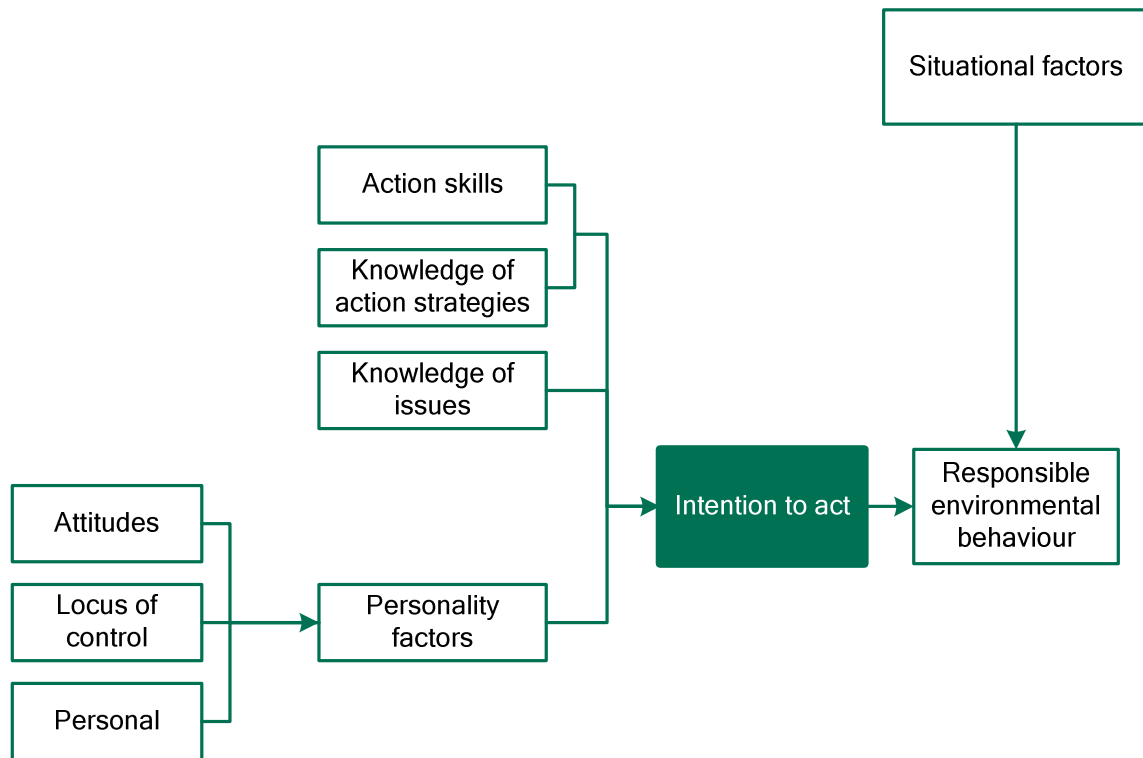 Situational factors
Action skills
Knowledge of
action strategies
Knowledge of
issues
Attitudes
Locus of
control
Personal
Personality
factors
Intention to act
Responsible
environmental
behaviour